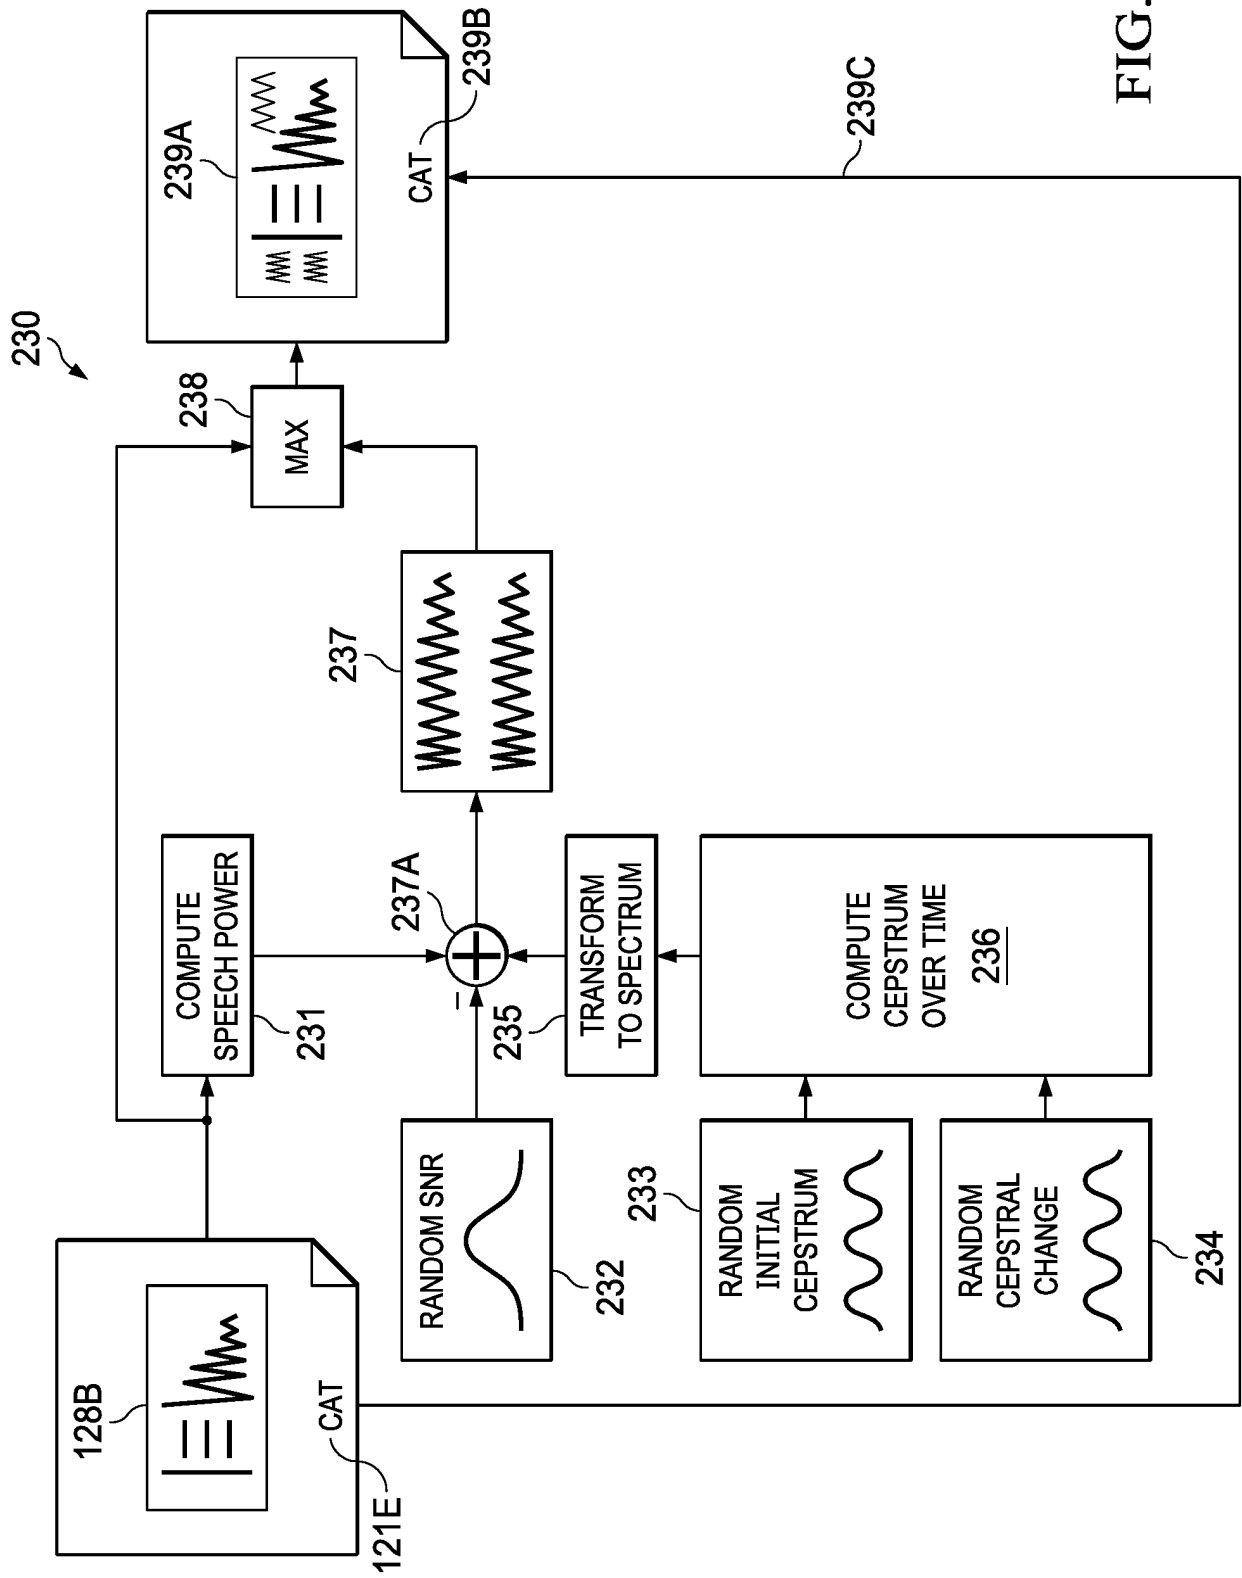 230
128B
CAT
121E
COMPUTE
SPEECH POWER
231
RANDOM SNR
232
237A
–
237
238
MAX
239A
CAT
239B
RANDOM
INITIAL
CEPSTRUM
233
RANDOM
CEPSTRAL
CHANGE
234
TRANSFORM
TO SPECTRUM
235
COMPUTE
CEPSTRUM
OVER TIME
236
239C
FIG.